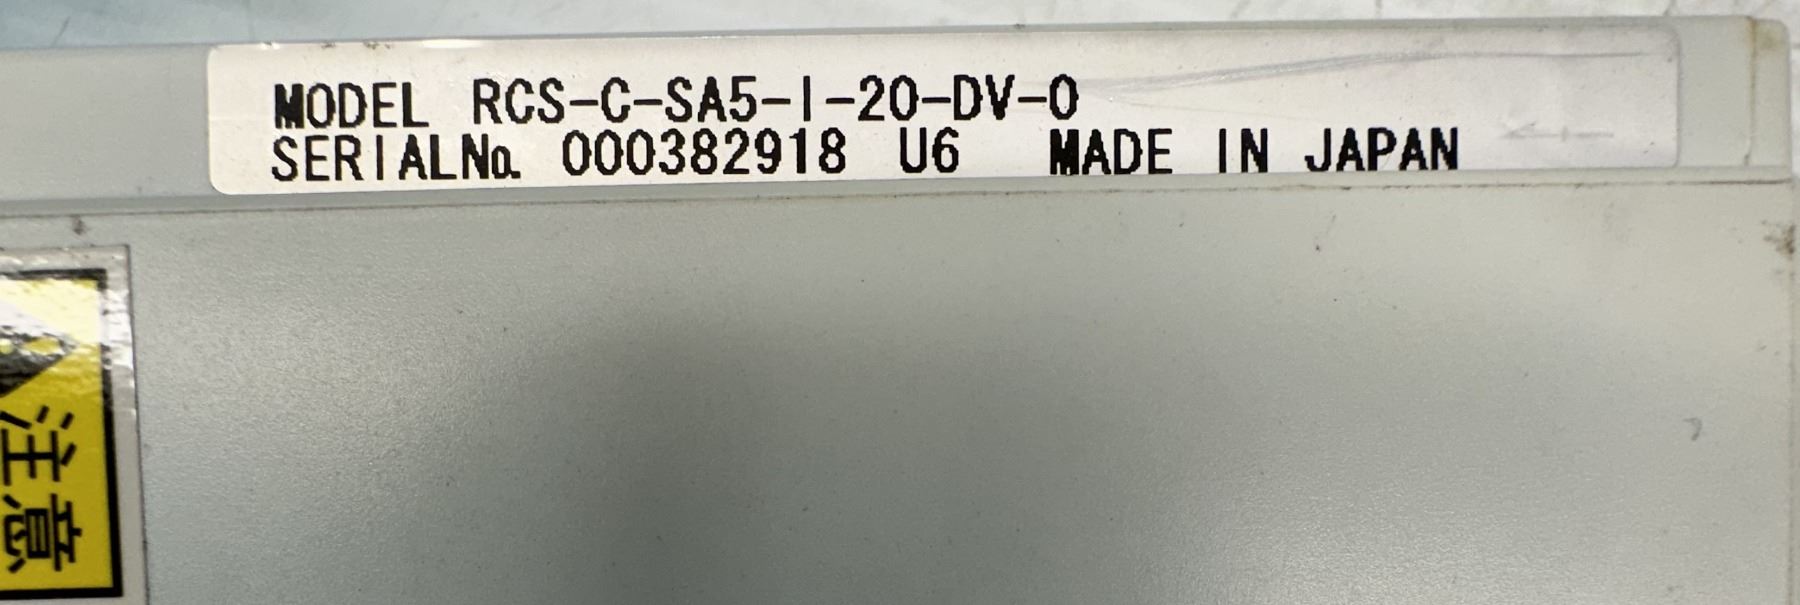 MODEL RCS-C-SA5-I-20-DV-0
SERIALNo. 000382918 U6 MADE IN JAPAN
注意